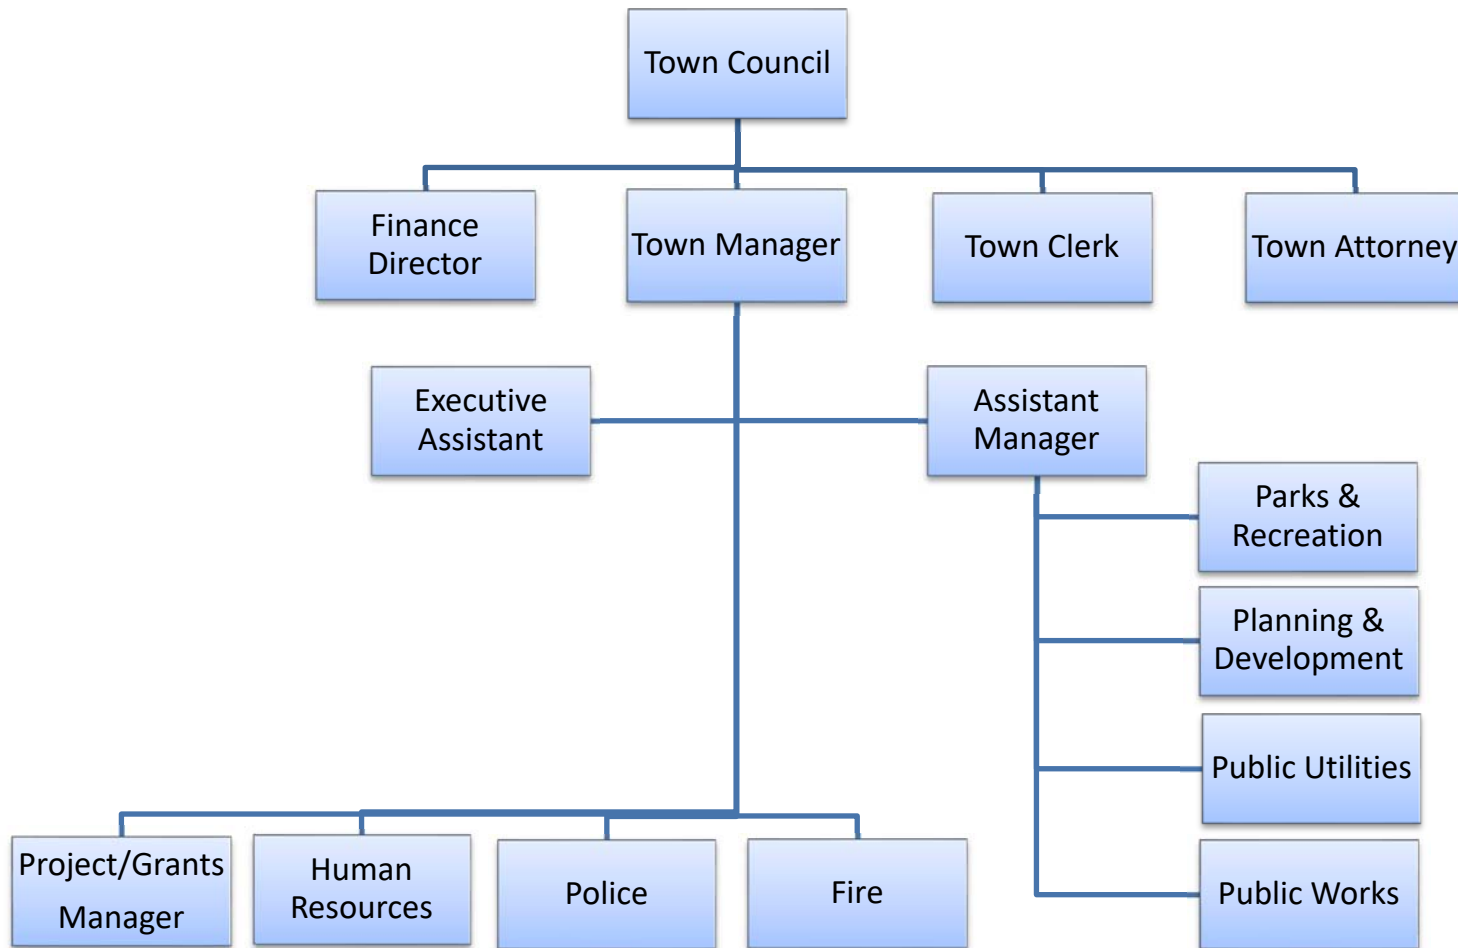 Town Council
Finance
Director
Town Manager
Town Clerk
Town Attorney
Executive
Assistant
Assistant
Manager
Parks &
Recreation
Planning &
Development
Public Utilities
Project/Grants
Manager
Human
Resources
Police
Fire
Public Works